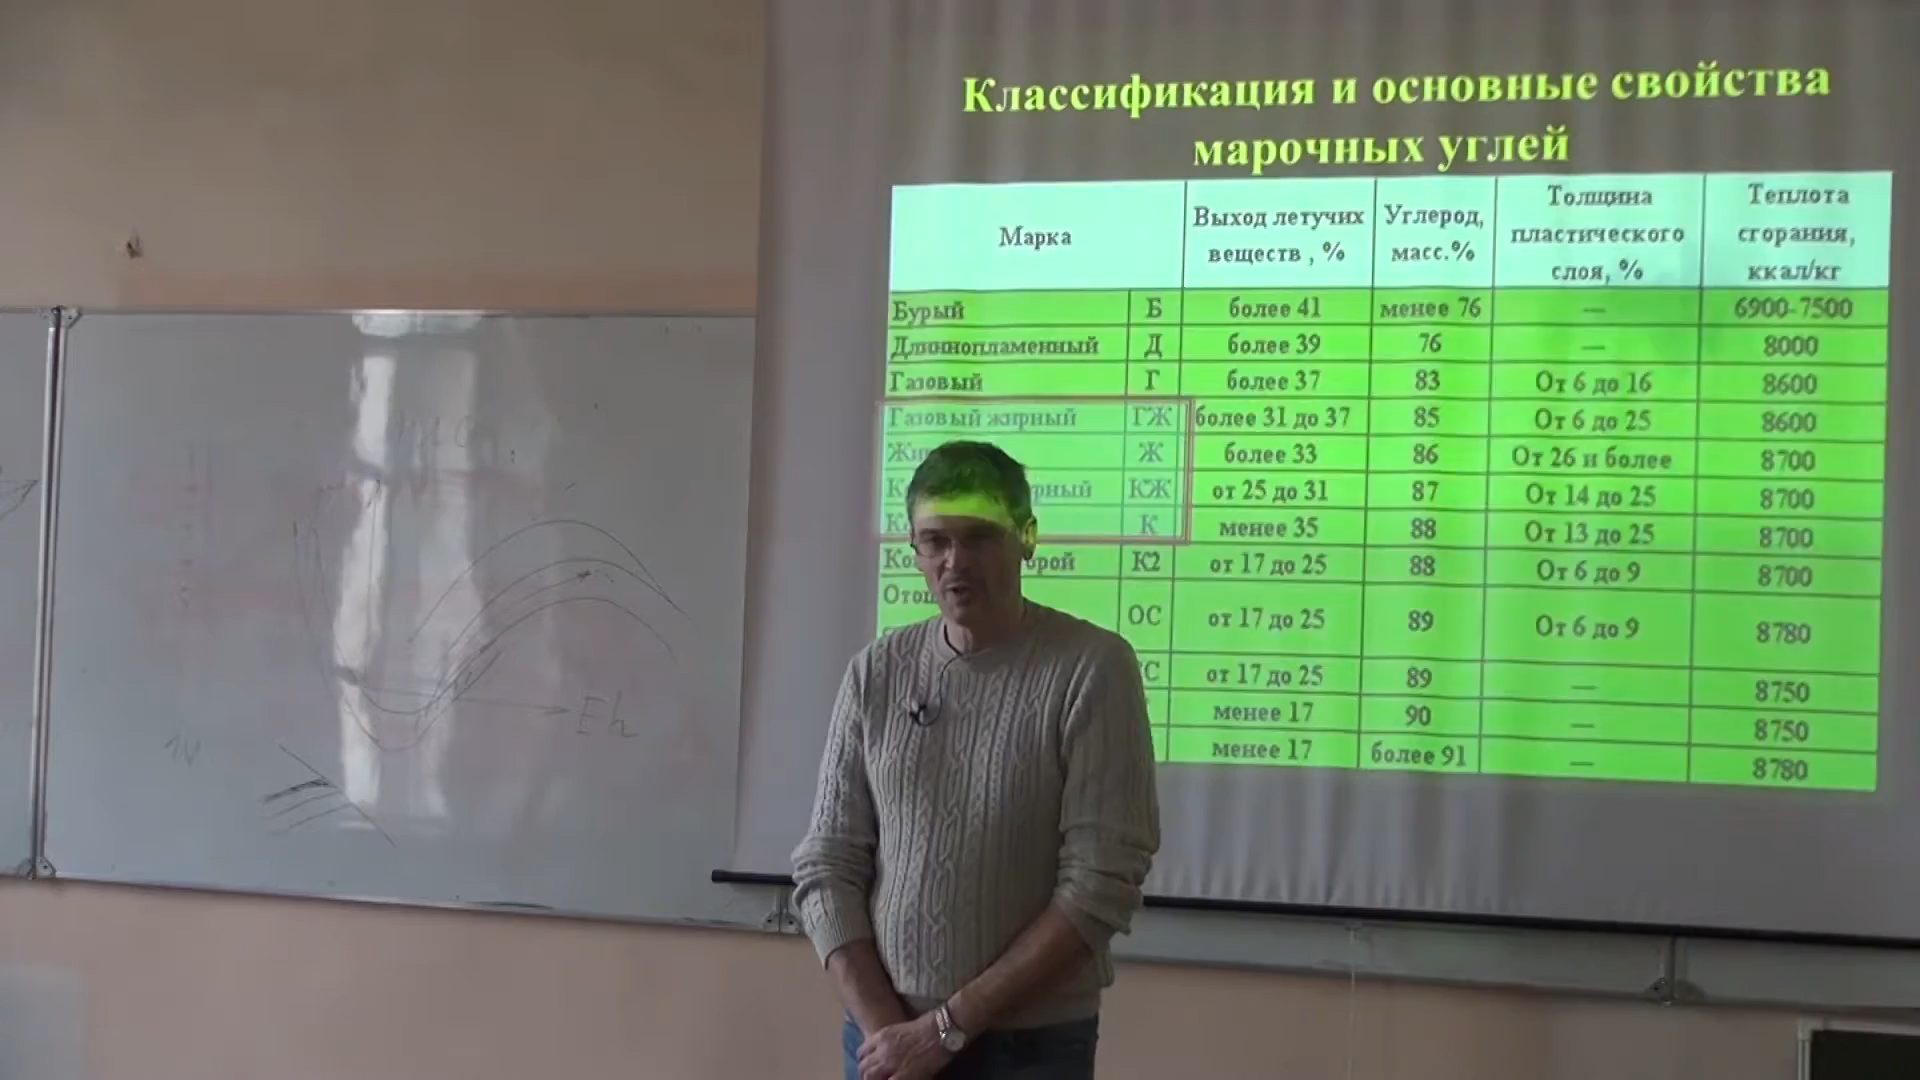 Классификация и основные свойства
марочных углей
Марка
Выход летучих
веществ , %
Углерод,
масс.%
Толщина
пластического
слоя, %
Теплота
сгорания,
ккал/кг
Бурый Б более 41 менее 76 — 6900-7500
Длиннопламенный Д более 39 76 — 8000
Газовый Г более 37 83 От 6 до 16 8600
Газовый жирный ГЖ более 31 до 37 85 От 6 до 25 8600
Ж более 33 86 От 26 и более 8700
КЖ от 25 до 31 87 От 14 до 25 8700
К менее 35 88 От 13 до 25 8700
К2 от 17 до 25 88 От 6 до 9 8700
ОС от 17 до 25 89 От 6 до 9 8780
от 17 до 25 89 — 8750
менее 17 90 — 8750
менее 17 более 91 — 8780
Eh